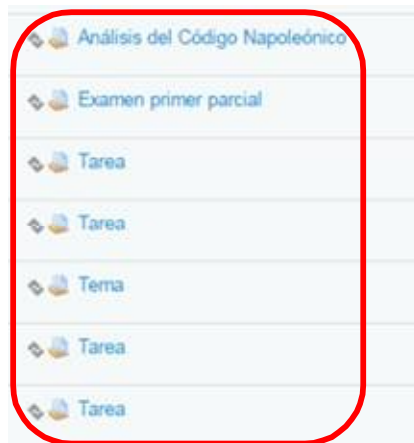 Análisis del Código Napoleónico
Examen primer parcial
Tarea
Tarea
Tema
Tarea
Tarea